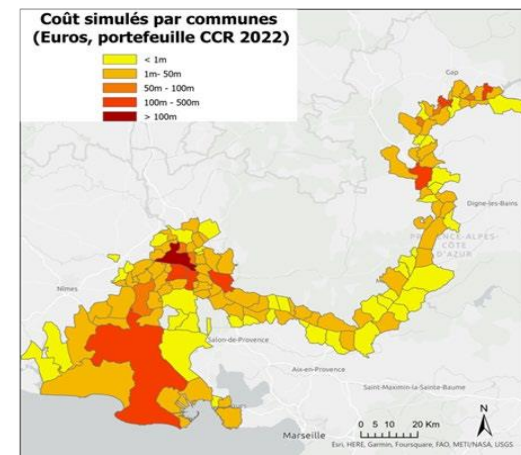 Coût simulés par communes
(Euros, portefeuille CCR 2022)
< 1m
1m- 50m
50m - 100m
100m - 500m
> 100m
Gap
Digne-les-Bains
PROVENCE-ALPES-
CÔTE
D'AZUR
Nîmes
Salon-de-Provence
Aix-en-Provence
Saint-Maximin-la-Sainte-Baume
Marseille
0 5 10 20 Km
N
Esri, HERE, Garmin, Foursquare, FAO, METI/NASA, USGS